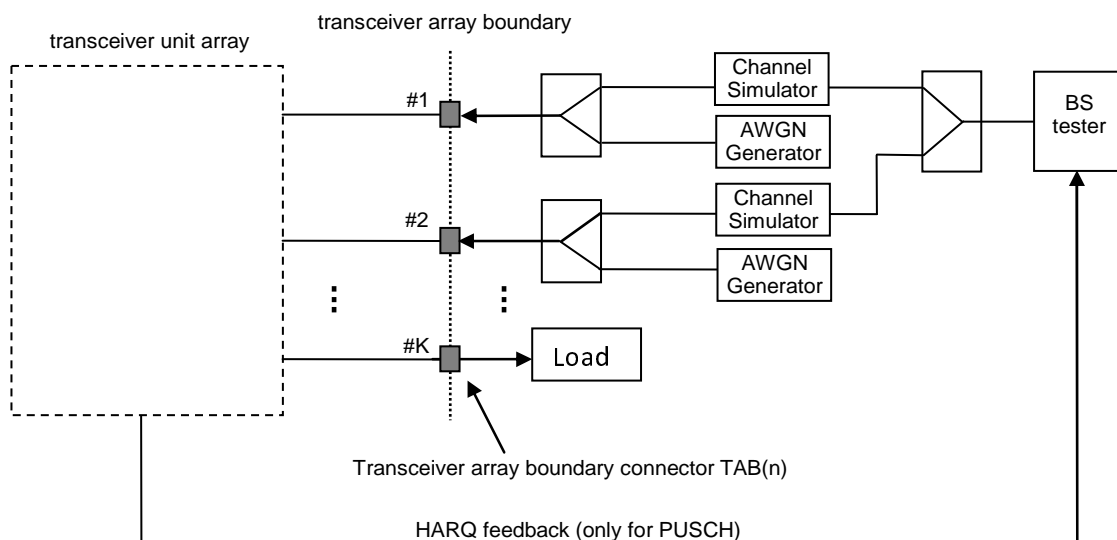 transceiver array boundary
transceiver unit array
#1
Channel
Simulator
AWGN
Generator
BS
tester
#2
Channel
Simulator
AWGN
Generator
#K
Load
Transceiver array boundary connector TAB(n)
HARQ feedback (only for PUSCH)